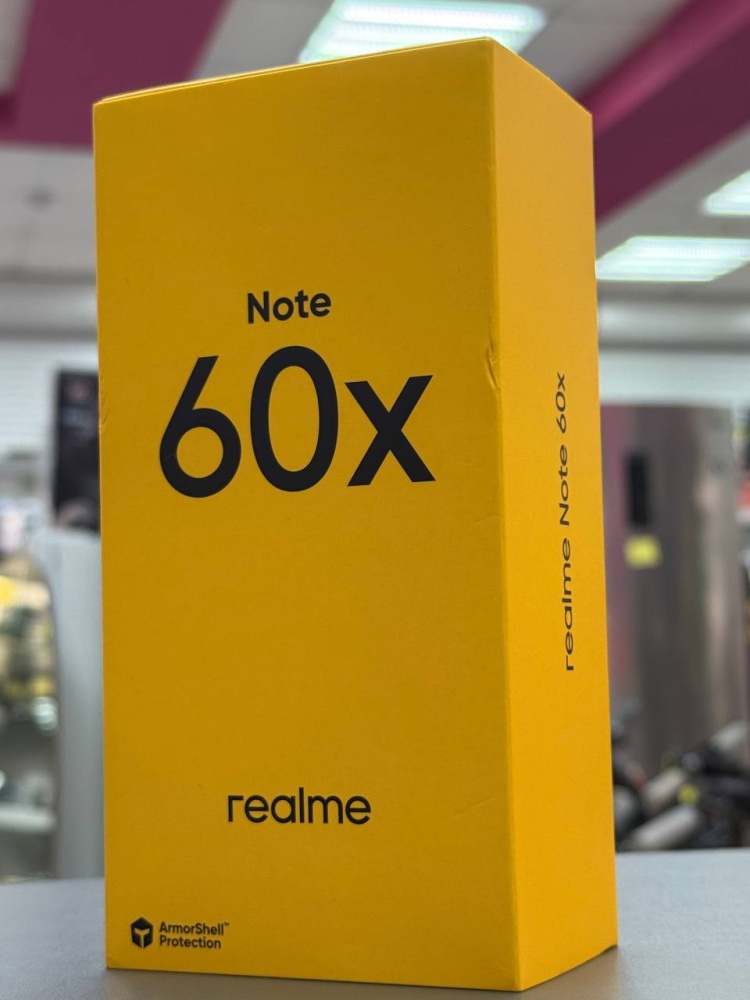 Note
60x
realme
ArmorShell™
Protection
realme Note 60x